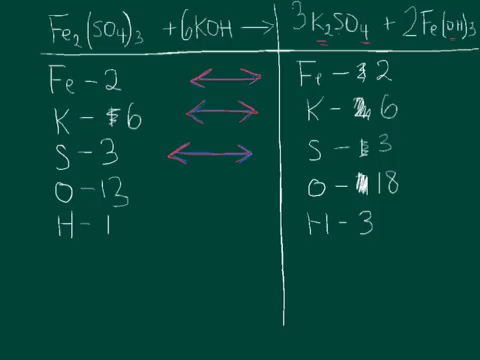 Fe₂(SO₄)₃ + 6KOH → 3K₂SO₄ + 2Fe(OH)₃
Fe - 2 Fe - 2
K - 6 K - 6
S - 3 S - 3
O - 13 O - 18
H - 1 H - 3